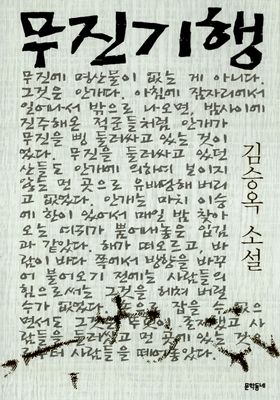 무진기행
무진에 명산물이 없는 게 아니다.
그것은 안개다. 아침에 잠자리에서
일어나서 밖으로 나오면, 밤사이에
진주해온 적군들처럼 안개가
무진을 삥 둘러싸고 있는 것이
었다. 무진을 둘러싸고 있던
산들도 안개에 의하여 보이지
않는 먼 곳으로 유배당해버리
고 없었다. 안개는 마치 이승
에 한이 있어서 매일 밤 찾아
오는 여귀가 뿜어내놓은 입김
과 같았다. 해가 떠오르고, 바
람이 바다 쪽에서 방향을 바꾸
어 불어오기 전에는 사람들의
힘으로써는 그것을 헤쳐 버릴
수가 없었다. 손으로 잡을 수 없으
면서도 그것은 뚜렷이 존재했고 사
람들을 둘러쌌고 먼 곳에 있는 것
으로부터 사람들을 떼어놓았다.
김승옥 소설
문학동네